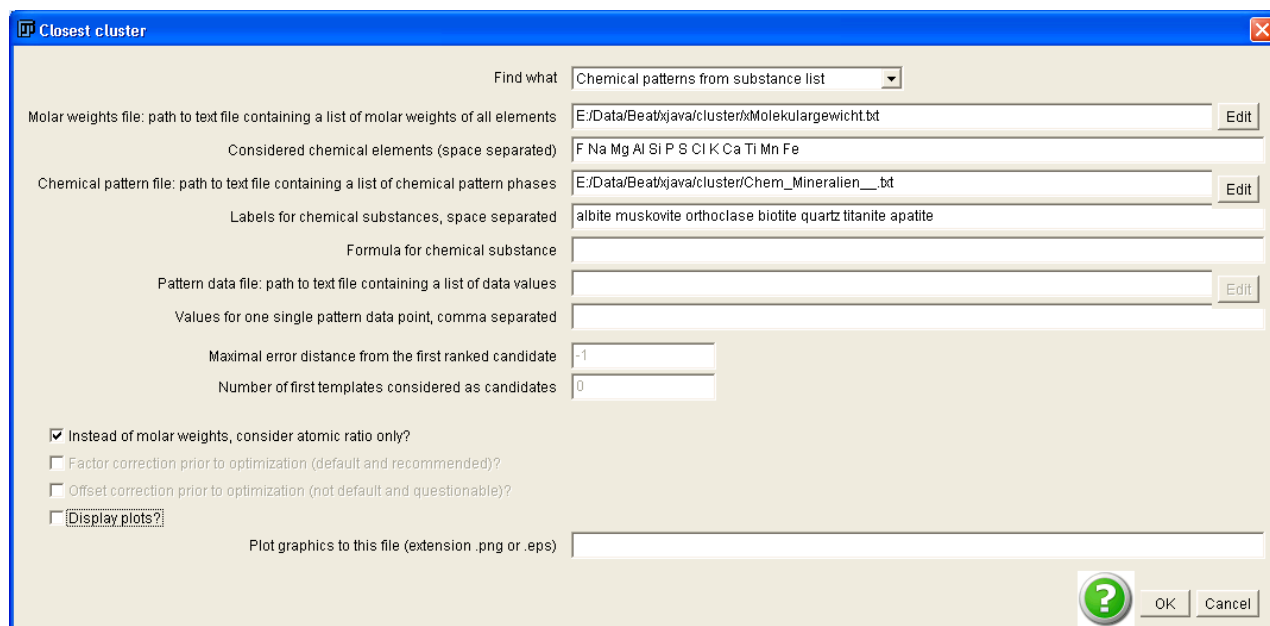 Closest cluster
Find what Chemical patterns from substance list
Molar weights file: path to text file containing a list of molar weights of all elements E:/Data/Beat/xjava/cluster/xMolekulargewicht.txt Edit
Considered chemical elements (space separated) F Na Mg Al Si P S Cl K Ca Ti Mn Fe
Chemical pattern file: path to text file containing a list of chemical pattern phases E:/Data/Beat/xjava/cluster/Chem_Mineralien__.txt Edit
Labels for chemical substances, space separated albite muskovite orthoclase biotite quartz titanite apatite
Formula for chemical substance
Pattern data file: path to text file containing a list of data values Edit
Values for one single pattern data point, comma separated
Maximal error distance from the first ranked candidate -1
Number of first templates considered as candidates 0
Instead of molar weights, consider atomic ratio only?
Factor correction prior to optimization (default and recommended)?
Offset correction prior to optimization (not default and questionable)?
Display plots?
Plot graphics to this file (extension .png or .eps)
? OK Cancel